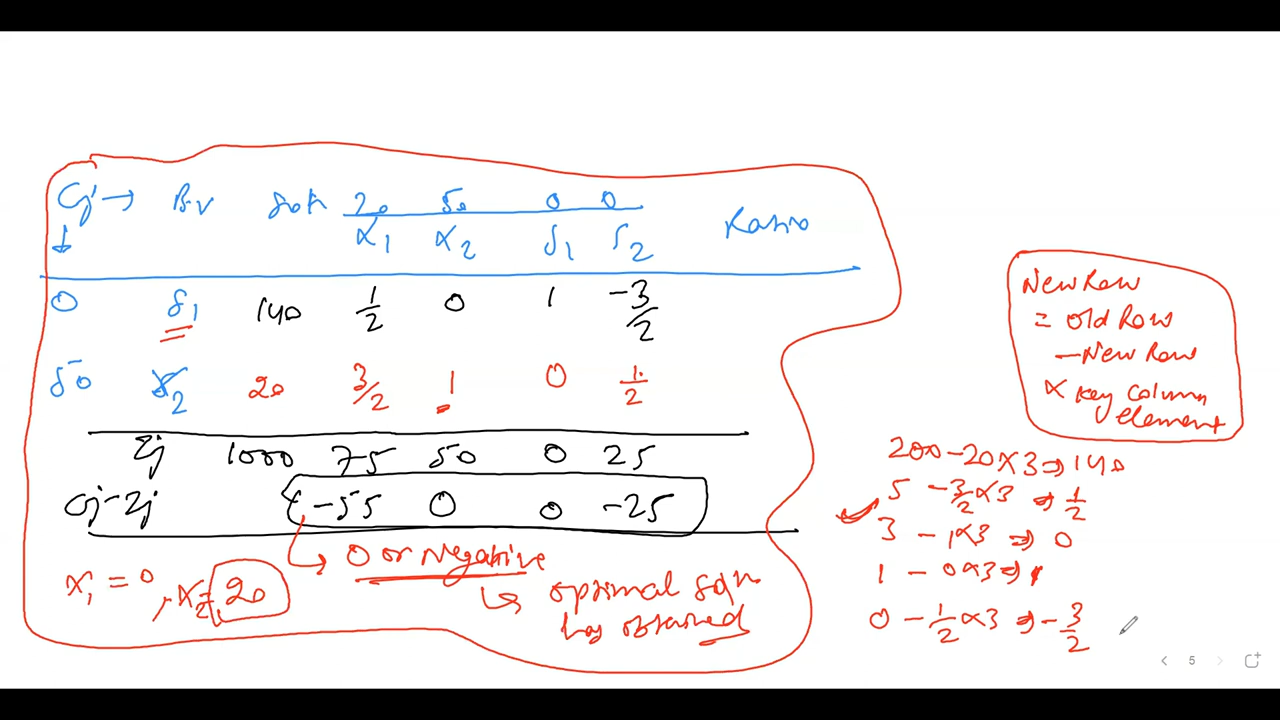 Cj → B.V Soln 20 50 0 0 Ratio
↓ x1 x2 S1 S2
0 S1 140 1/2 0 1 -3/2
50 x2 20 3/2 1 0 1/2
Zj 1000 75 50 0 25
Cj-Zj -55 0 0 -25
0 or Negative
x1 = 0, x2 = 20
optimal soln
has obtained
New Row
= old Row
- New Row
x key column
element
200 - 20 x 3 ⇒ 140
5 - 3/2 x 3 ⇒ 1/2
3 - 1 x 3 ⇒ 0
1 - 0 x 3 ⇒ 1
0 - 1/2 x 3 ⇒ -3/2
5